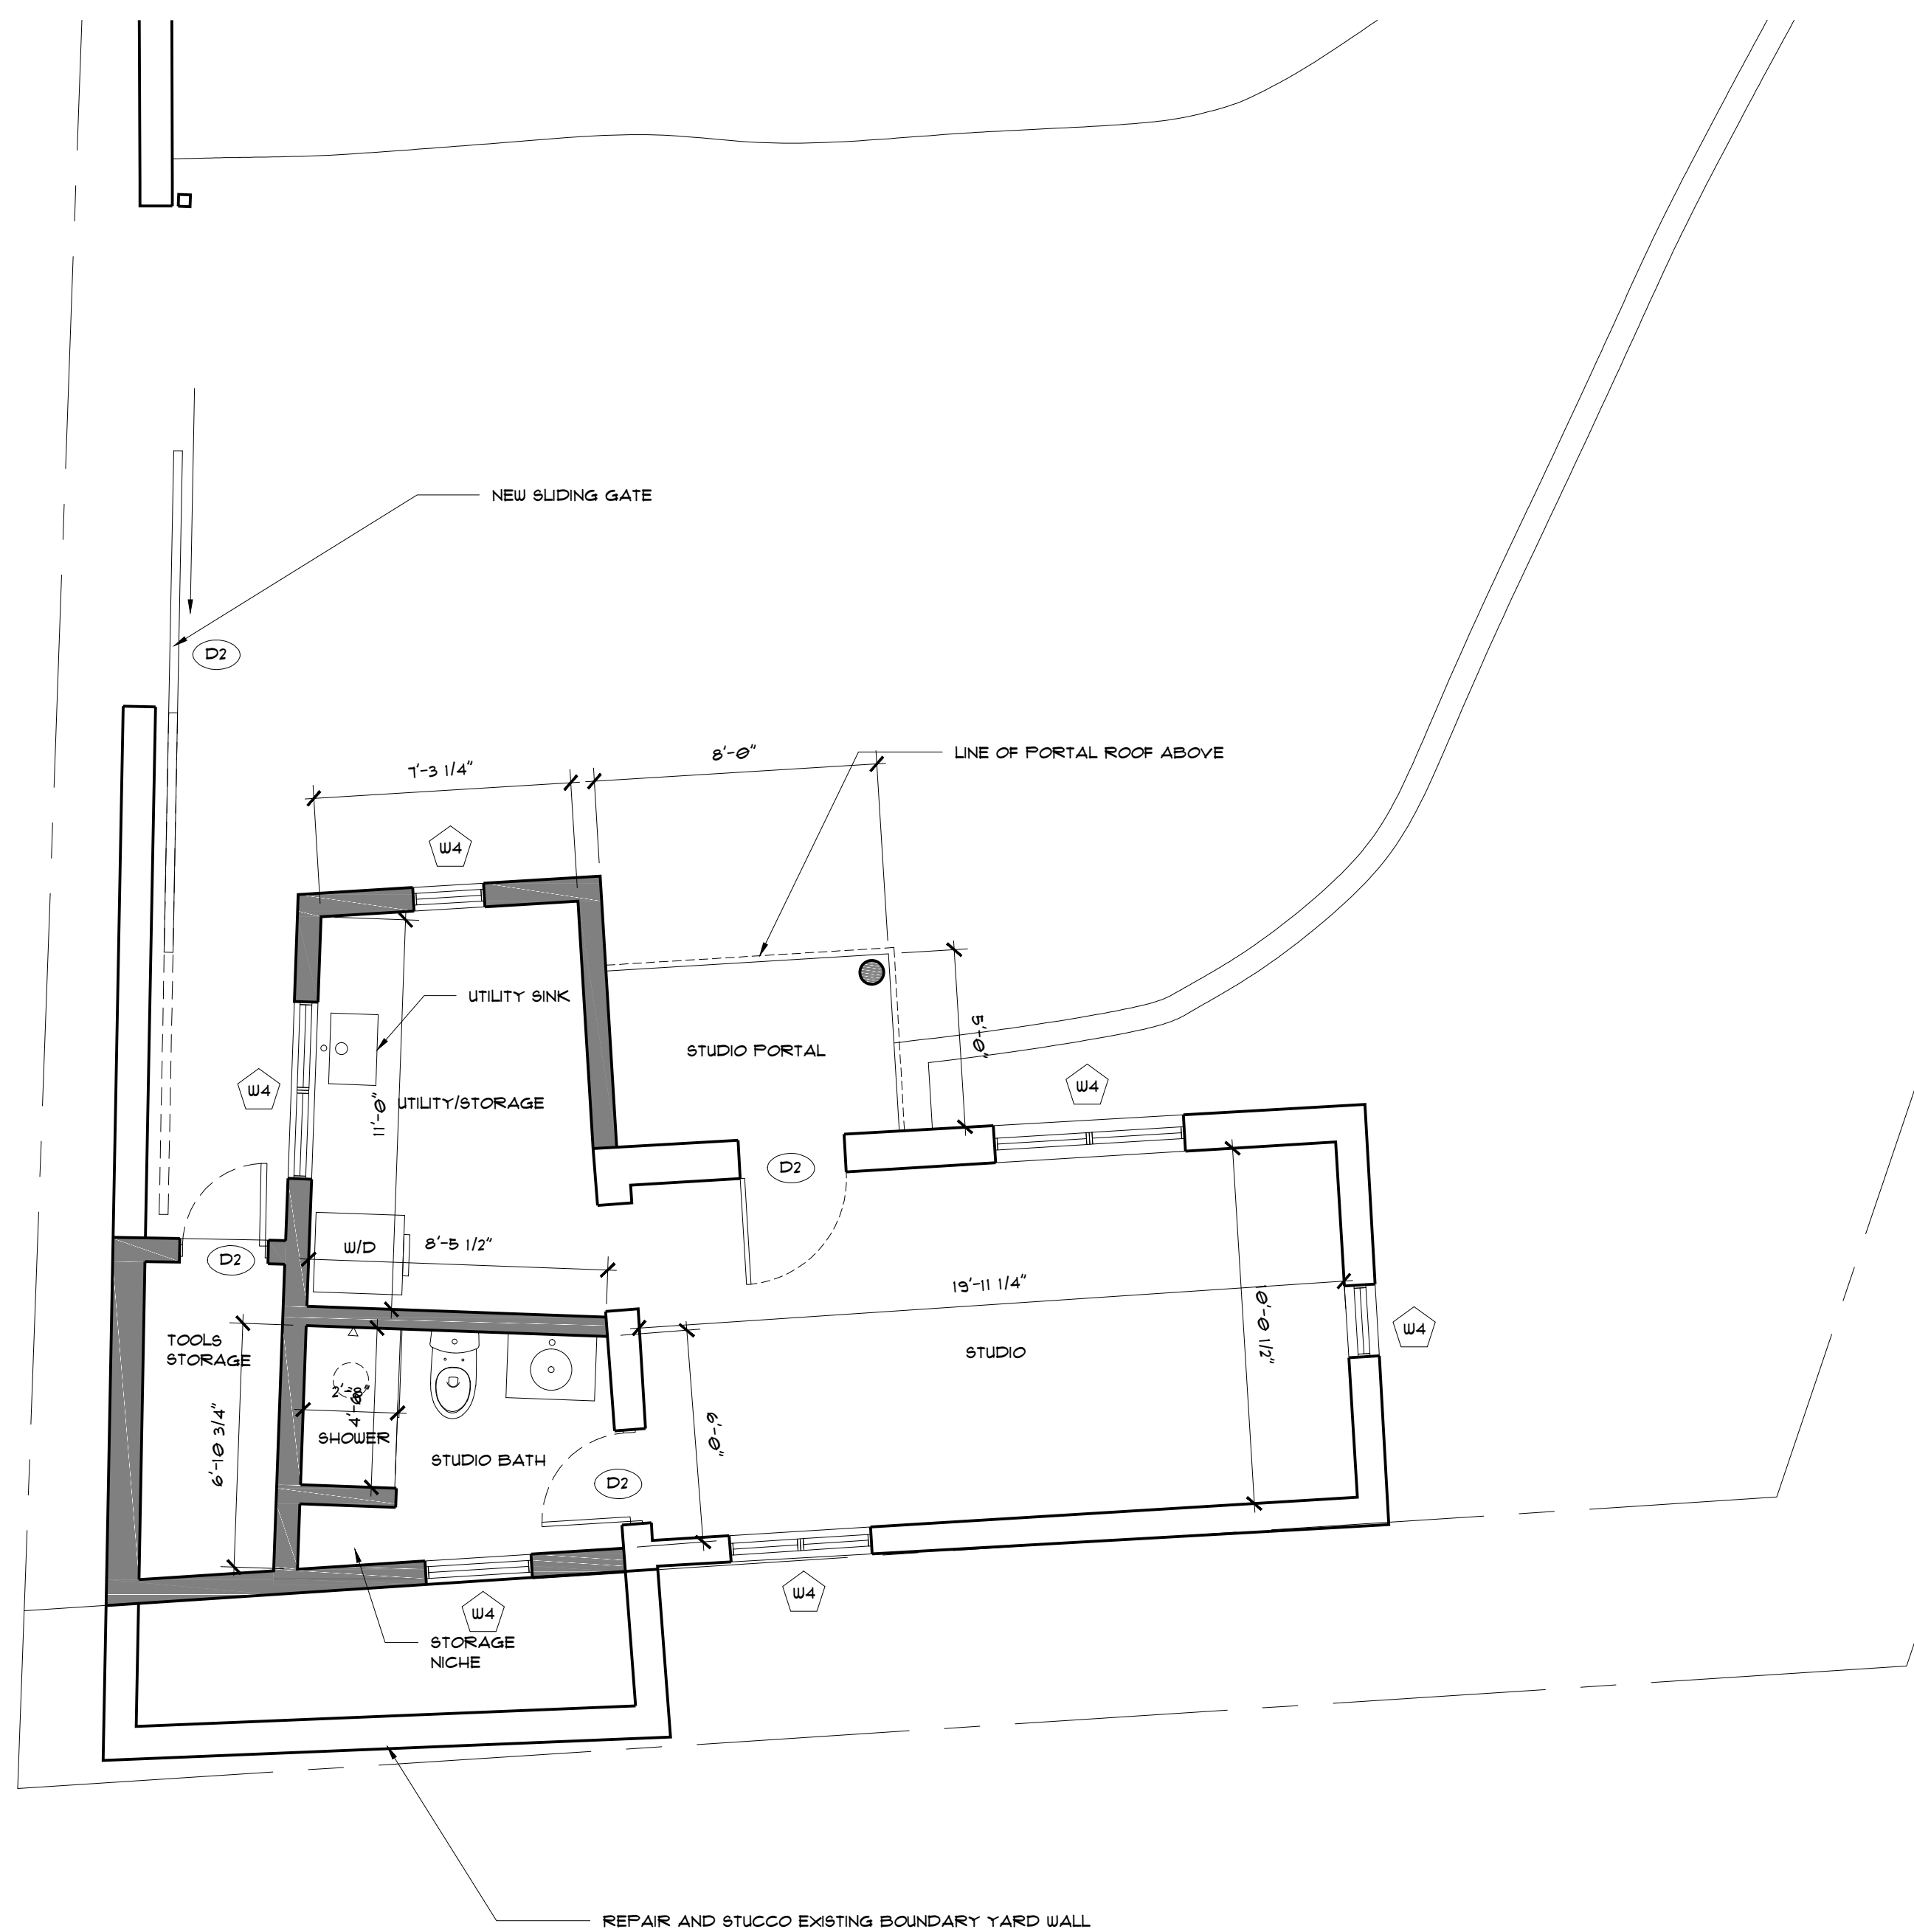 NEW SLIDING GATE
D2
LINE OF PORTAL ROOF ABOVE
8'-0"
7'-3 1/4"
W4
UTILITY SINK
5'-0"
STUDIO PORTAL
W4
W4
UTILITY/STORAGE
11'-0"
D2
W/D
8'-5 1/2"
D2
19'-11 1/4"
10'-0 1/2"
W4
TOOLS
STORAGE
STUDIO
2'-8"
6'-10 3/4"
6'-0"
SHOWER
STUDIO BATH
D2
W4
W4
STORAGE
NICHE
REPAIR AND STUCCO EXISTING BOUNDARY YARD WALL